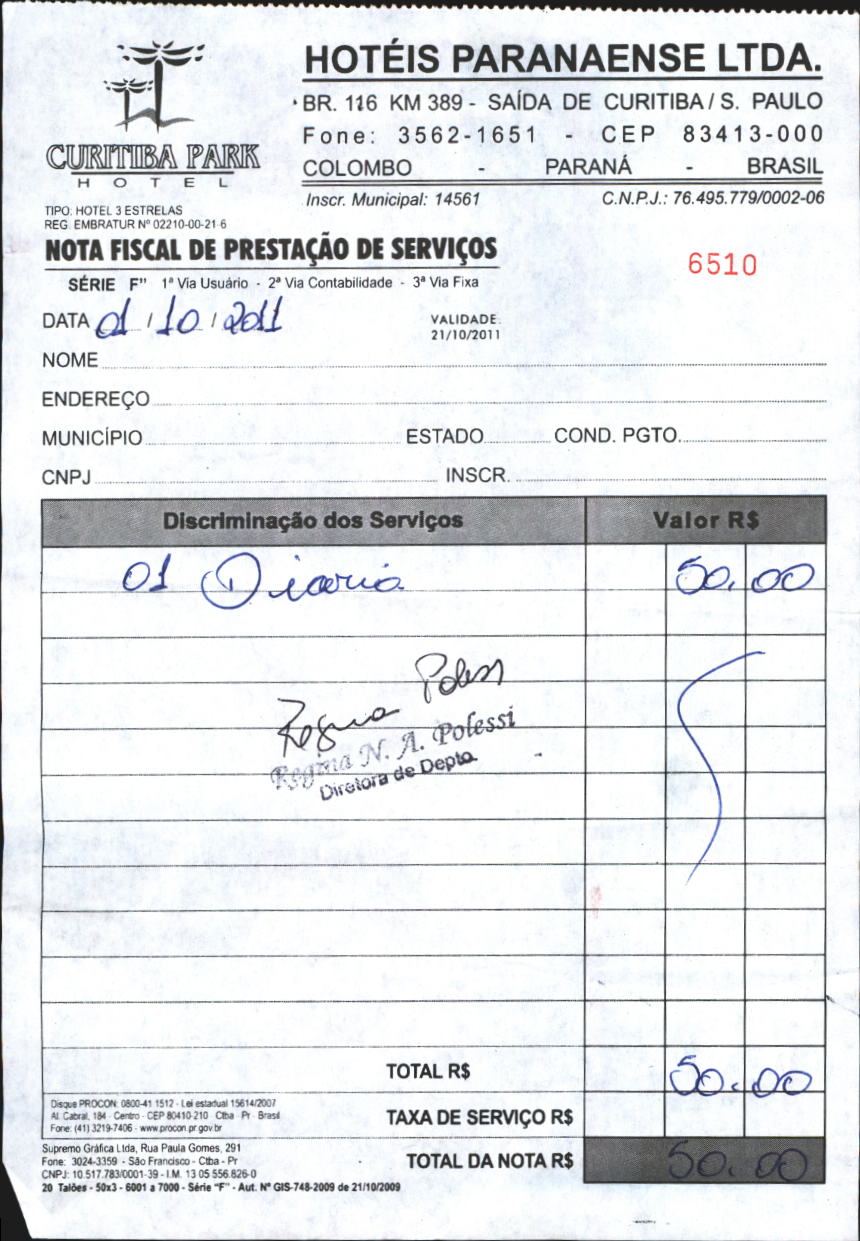 CURITIBA PARK
HOTEL
TIPO: HOTEL 3 ESTRELAS
REG. EMBRATUR Nº 02210-00-21-6
HOTÉIS PARANAENSE LTDA.
BR. 116 KM 389 - SAÍDA DE CURITIBA / S. PAULO
Fone: 3562-1651 - CEP 83413-000
COLOMBO - PARANÁ - BRASIL
Inscr. Municipal: 14561 C.N.P.J.: 76.495.779/0002-06
NOTA FISCAL DE PRESTAÇÃO DE SERVIÇOS
6510
SÉRIE F" 1ª Via Usuário - 2ª Via Contabilidade - 3ª Via Fixa
DATA 01 / 10 / 2011
VALIDADE:
21/10/2011
NOME
ENDEREÇO
MUNICÍPIO ESTADO COND. PGTO.
CNPJ INSCR.
Discriminação dos Serviços Valor R$
01 Diaria 50,00
Regina Polessi
Regina N. A. Polessi
Diretora de Depto.
TOTAL R$ 50,00
TAXA DE SERVIÇO R$
TOTAL DA NOTA R$ 50,00
Disque PROCON: 0800-41 1512 - Lei estadual 15614/2007
Al. Cabral, 184 - Centro - CEP 80410-210 Ctba - Pr - Brasil
Fone: (41) 3219-7406 - www.procon.pr.gov.br
Supremo Gráfica Ltda, Rua Paula Gomes, 291
Fone: 3024-3359 - São Francisco - Ctba - Pr
CNPJ: 10.517.783/0001-39 - I.M. 13 05 556.826-0
20 Talões - 50x3 - 6001 a 7000 - Série "F" - Aut. Nº GIS-748-2009 de 21/10/2009